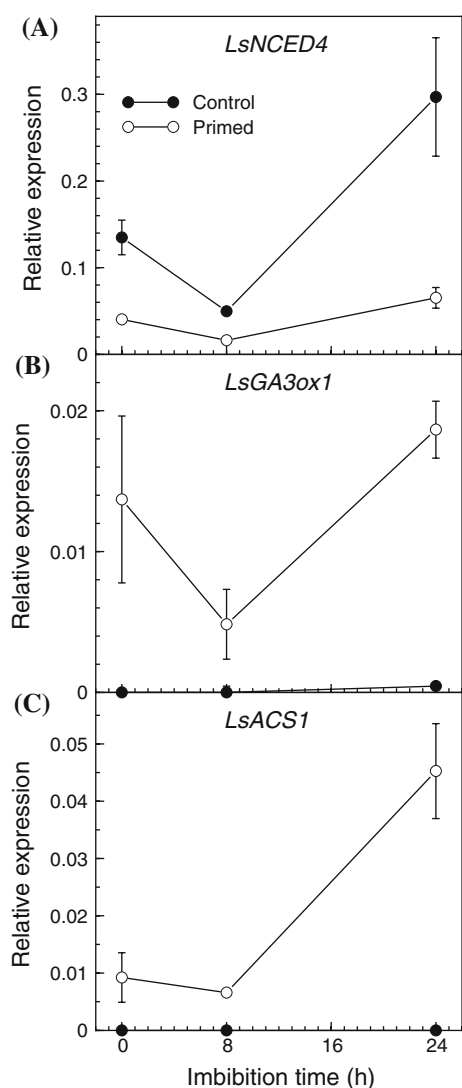 (A)
LsNCED4
Control
Primed
Relative expression
0.3
0.2
0.1
0
(B)
LsGA3ox1
Relative expression
0.02
0.01
0
(C)
LsACS1
Relative expression
0.05
0.04
0.03
0.02
0.01
0
0 8 16 24
Imbibition time (h)